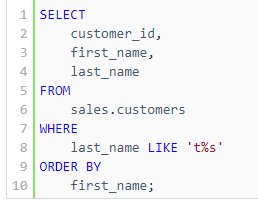 1 SELECT
2     customer_id,
3     first_name,
4     last_name
5 FROM
6     sales.customers
7 WHERE
8     last_name LIKE 't%s'
9 ORDER BY
10     first_name;